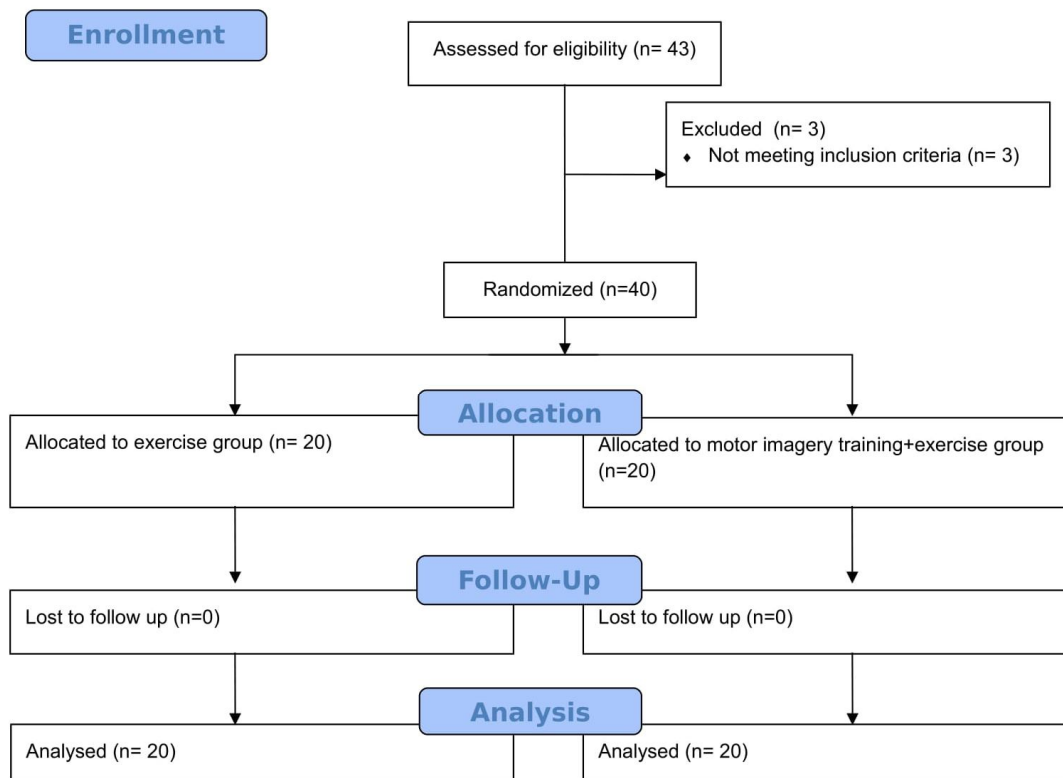 Enrollment
Assessed for eligibility (n= 43)
Excluded  (n= 3)
♦ Not meeting inclusion criteria (n= 3)
Randomized (n=40)
Allocation
Allocated to exercise group (n= 20)
Allocated to motor imagery training+exercise group
(n=20)
Follow-Up
Lost to follow up (n=0)
Lost to follow up (n=0)
Analysis
Analysed (n= 20)
Analysed (n= 20)